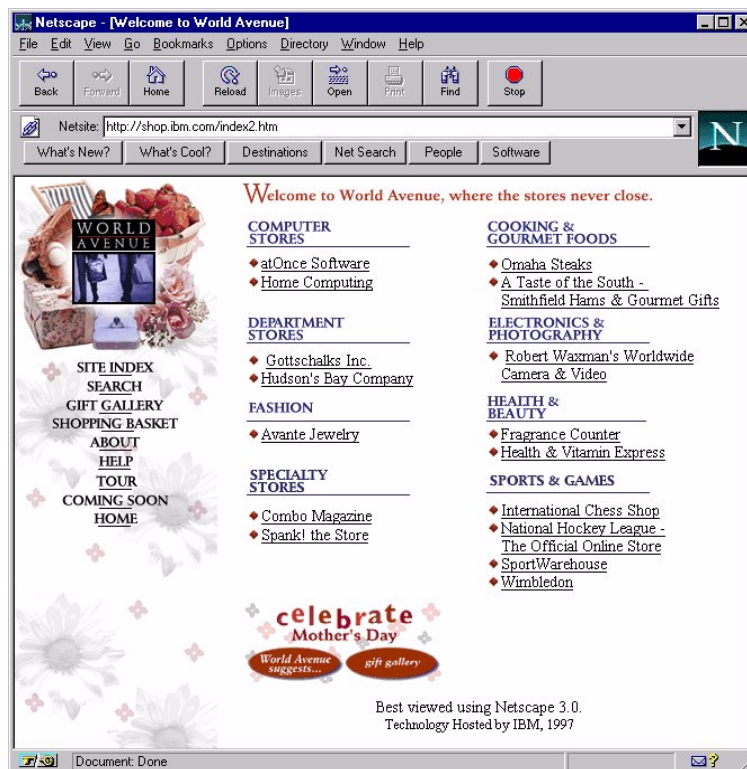 Netscape - [Welcome to World Avenue]
File Edit View Go Bookmarks Options Directory Window Help
Back Forward Home Reload Images Open Print Find Stop
Netsite: http://shop.ibm.com/index2.htm
N
What's New? What's Cool? Destinations Net Search People Software
WORLD
AVENUE
SITE INDEX
SEARCH
GIFT GALLERY
SHOPPING BASKET
ABOUT
HELP
TOUR
COMING SOON
HOME
Welcome to World Avenue, where the stores never close.
COMPUTER
STORES
atOnce Software
Home Computing
DEPARTMENT
STORES
Gottschalks Inc.
Hudson's Bay Company
FASHION
Avante Jewelry
SPECIALTY
STORES
Combo Magazine
Spank! the Store
COOKING &
GOURMET FOODS
Omaha Steaks
A Taste of the South -
Smithfield Hams & Gourmet Gifts
ELECTRONICS &
PHOTOGRAPHY
Robert Waxman's Worldwide
Camera & Video
HEALTH &
BEAUTY
Fragrance Counter
Health & Vitamin Express
SPORTS & GAMES
International Chess Shop
National Hockey League -
The Official Online Store
SportWarehouse
Wimbledon
celebrate
Mother's Day
World Avenue
suggests...
gift gallery
Best viewed using Netscape 3.0.
Technology Hosted by IBM, 1997
Document: Done
?